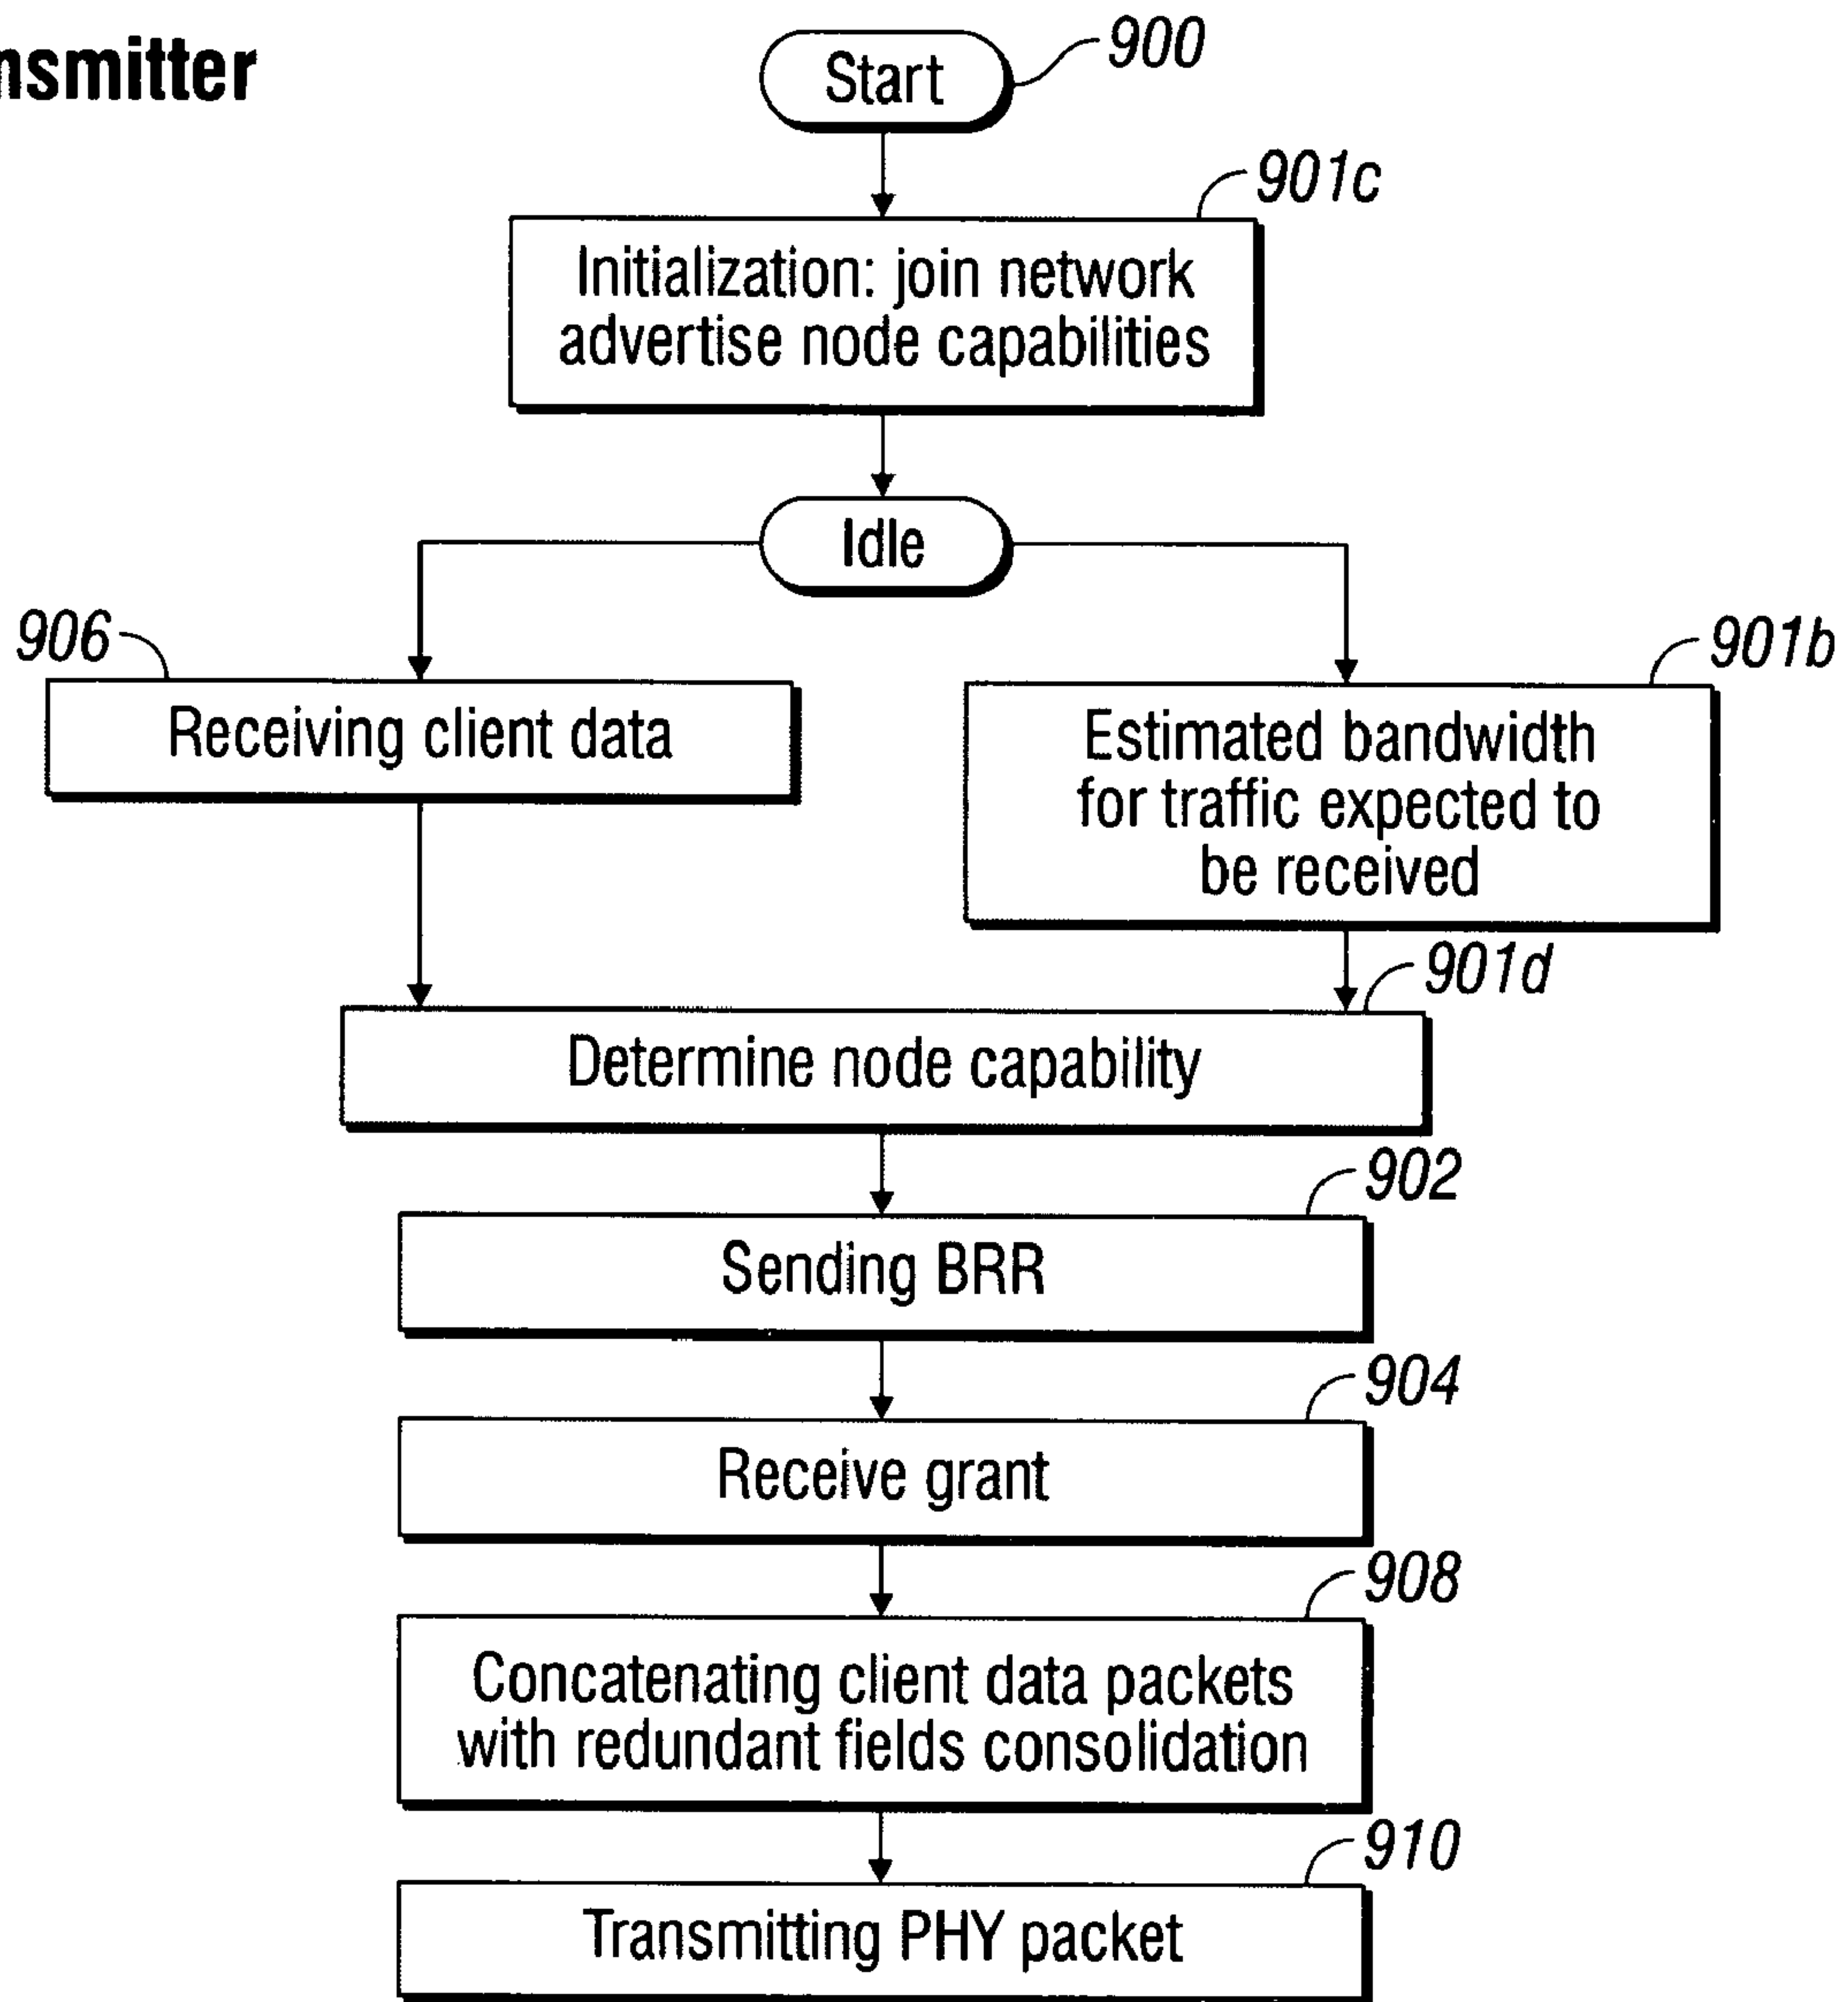 nsmitter
Start
900
901c
Initialization: join network
advertise node capabilities
Idle
906
Receiving client data
901b
Estimated bandwidth
for traffic expected to
be received
901d
Determine node capability
902
Sending BRR
904
Receive grant
908
Concatenating client data packets
with redundant fields consolidation
910
Transmitting PHY packet